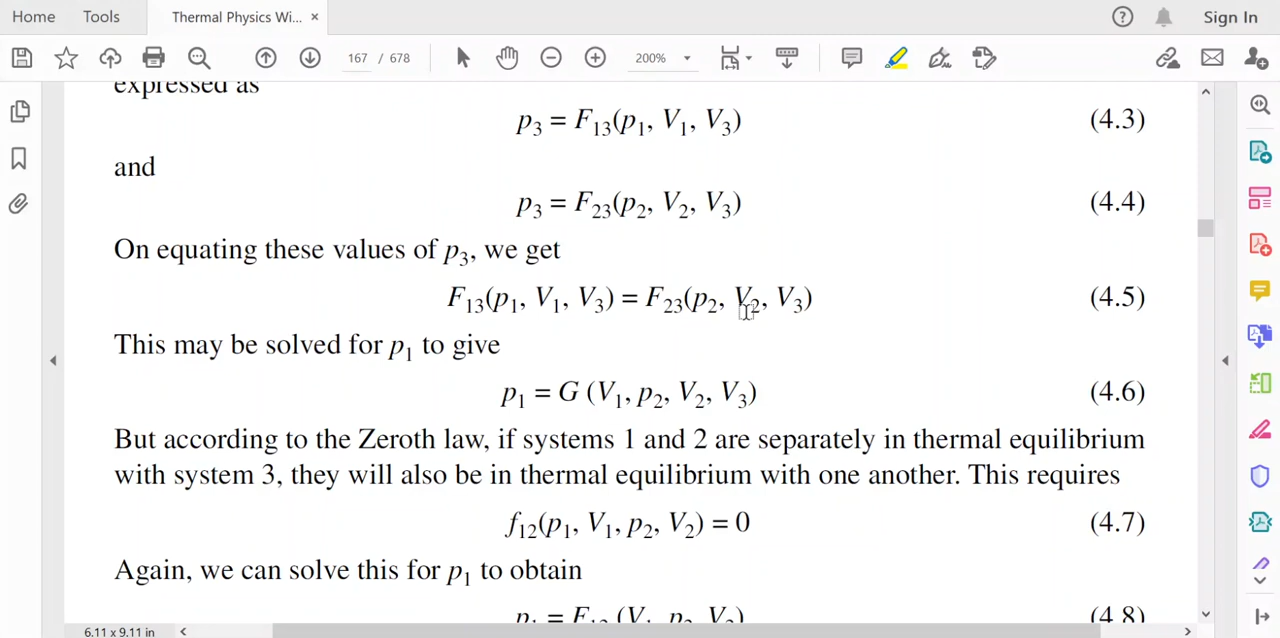 Home Tools Thermal Physics Wi... × Sign In
167 / 678 200%
expressed as
p₃ = F₁₃(p₁, V₁, V₃) (4.3)
and
p₃ = F₂₃(p₂, V₂, V₃) (4.4)
On equating these values of p₃, we get
F₁₃(p₁, V₁, V₃) = F₂₃(p₂, V₂, V₃) (4.5)
This may be solved for p₁ to give
p₁ = G (V₁, p₂, V₂, V₃) (4.6)
But according to the Zeroth law, if systems 1 and 2 are separately in thermal equilibrium
with system 3, they will also be in thermal equilibrium with one another. This requires
f₁₂(p₁, V₁, p₂, V₂) = 0 (4.7)
Again, we can solve this for p₁ to obtain
p₁ = F₁₂ (V₁, p₂, V₂) (4.8)
6.11 x 9.11 in